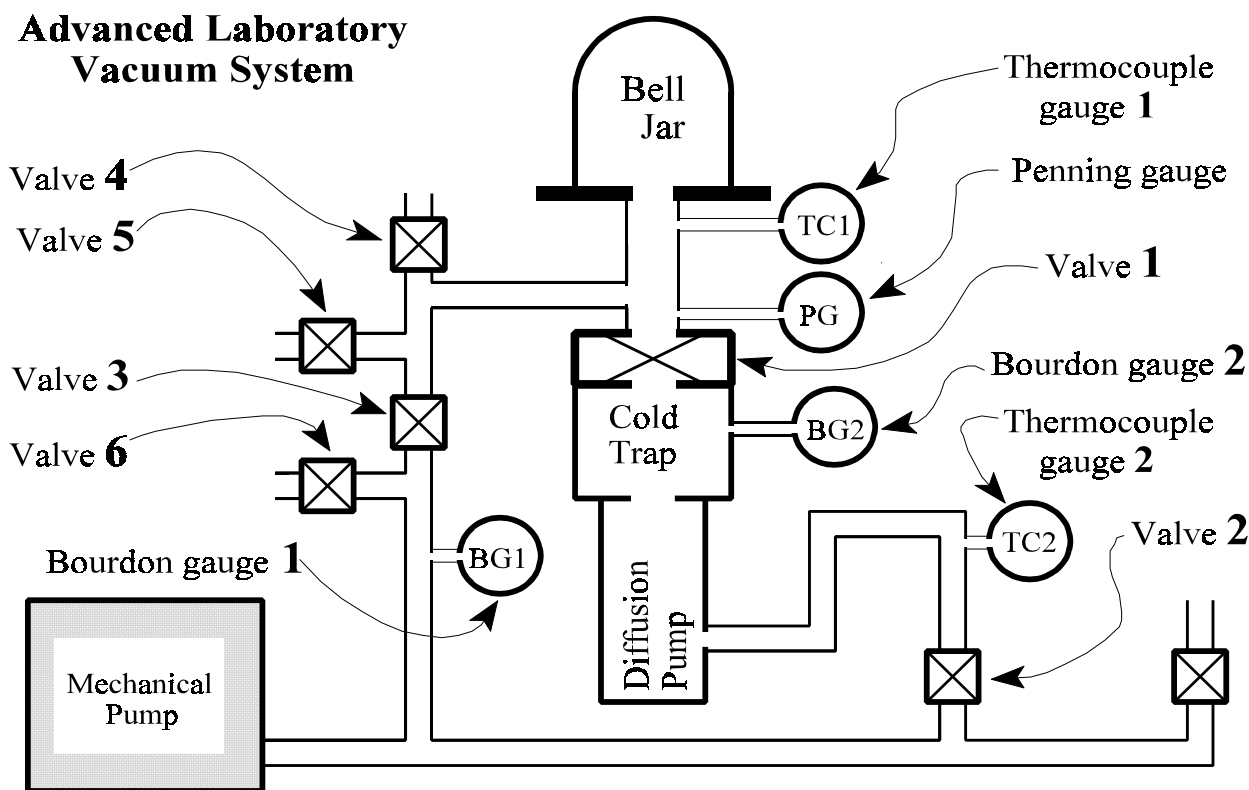 Advanced Laboratory
Vacuum System
Bell
Jar
Thermocouple
gauge 1
Valve 4
Penning gauge
Valve 5
TC1
Valve 1
PG
Bourdon gauge 2
Valve 3
Cold
Trap
BG2
Thermocouple
gauge 2
Valve 6
Valve 2
TC2
Bourdon gauge 1
BG1
Diffusion
Pump
Mechanical
Pump